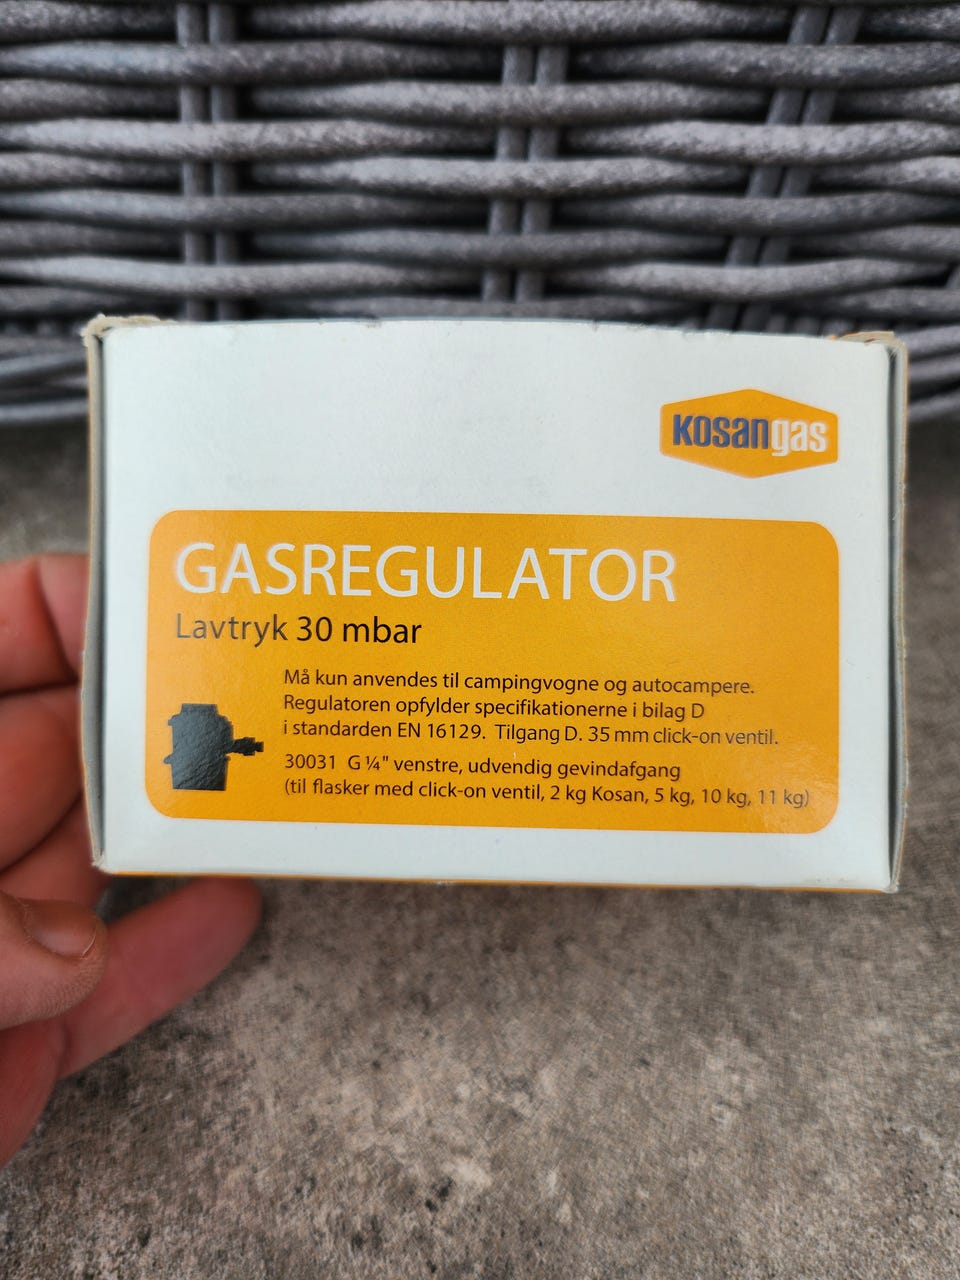 Kosangas
GASREGULATOR
Lavtryk 30 mbar
Må kun anvendes til campingvogne og autocampere.
Regulatoren opfylder specifikationerne i bilag D
i standarden EN 16129. Tilgang D. 35 mm click-on ventil.
30031 G ¼" venstre, udvendig gevindafgang
(til flasker med click-on ventil, 2 kg Kosan, 5 kg, 10 kg, 11 kg)